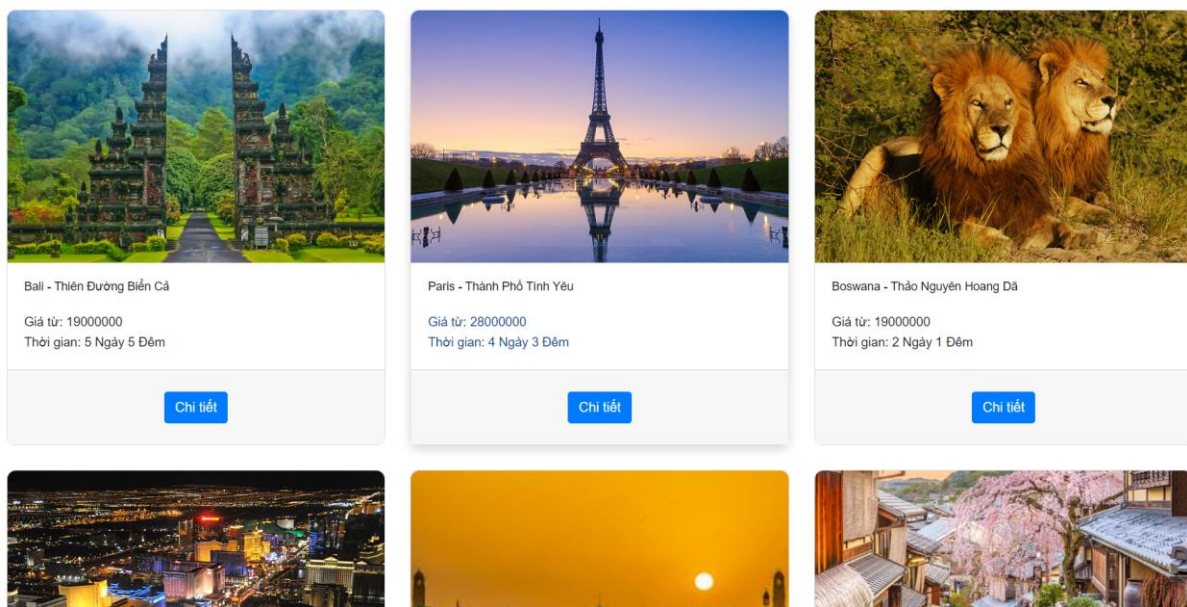 Bali - Thiên Đường Biển Cả
Giá từ: 19000000
Thời gian: 5 Ngày 5 Đêm
Chi tiết
Paris - Thành Phố Tình Yêu
Giá từ: 28000000
Thời gian: 4 Ngày 3 Đêm
Chi tiết
Boswana - Thảo Nguyên Hoang Dã
Giá từ: 19000000
Thời gian: 2 Ngày 1 Đêm
Chi tiết